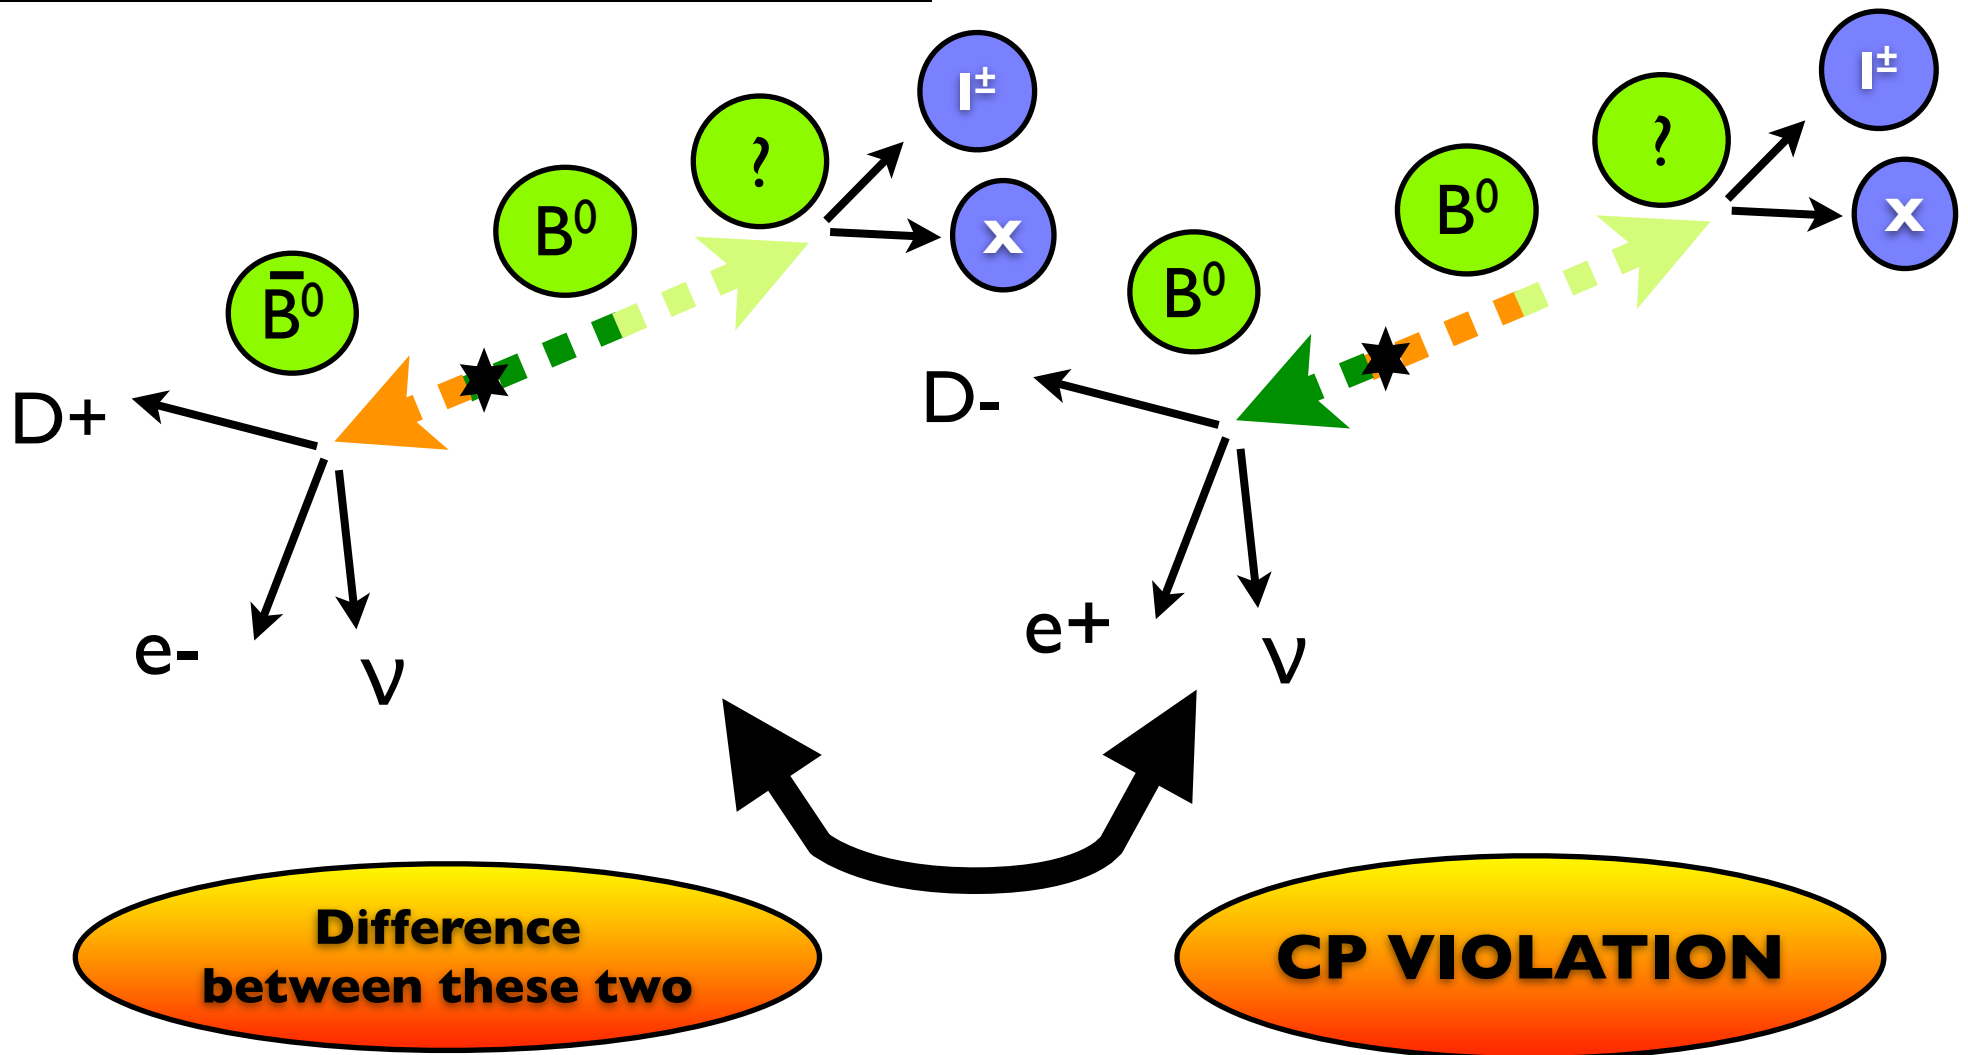 l±
?
B⁰
x
B̅⁰
D+
e-
ν
l±
?
B⁰
x
B⁰
D-
e+
ν
Difference
between these two
CP VIOLATION